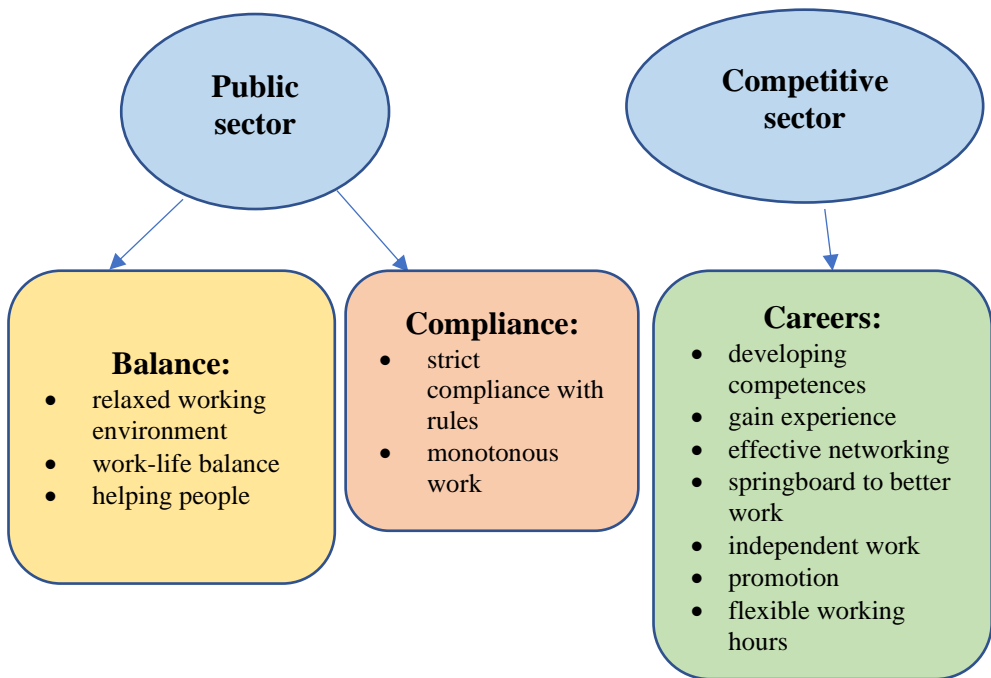 Public
sector
Competitive
sector
Balance:
• relaxed working
environment
• work-life balance
• helping people
Compliance:
• strict
compliance with
rules
• monotonous
work
Careers:
• developing
competences
• gain experience
• effective networking
• springboard to better
work
• independent work
• promotion
• flexible working
hours